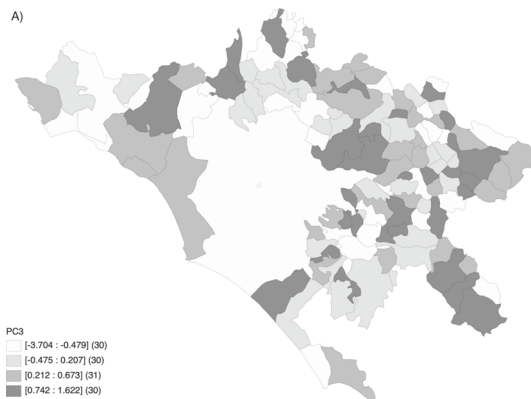 A)
PC3
[-3.704 : -0.479] (30)
[-0.475 : 0.207] (30)
[0.212 : 0.673] (31)
[0.742 : 1.622] (30)